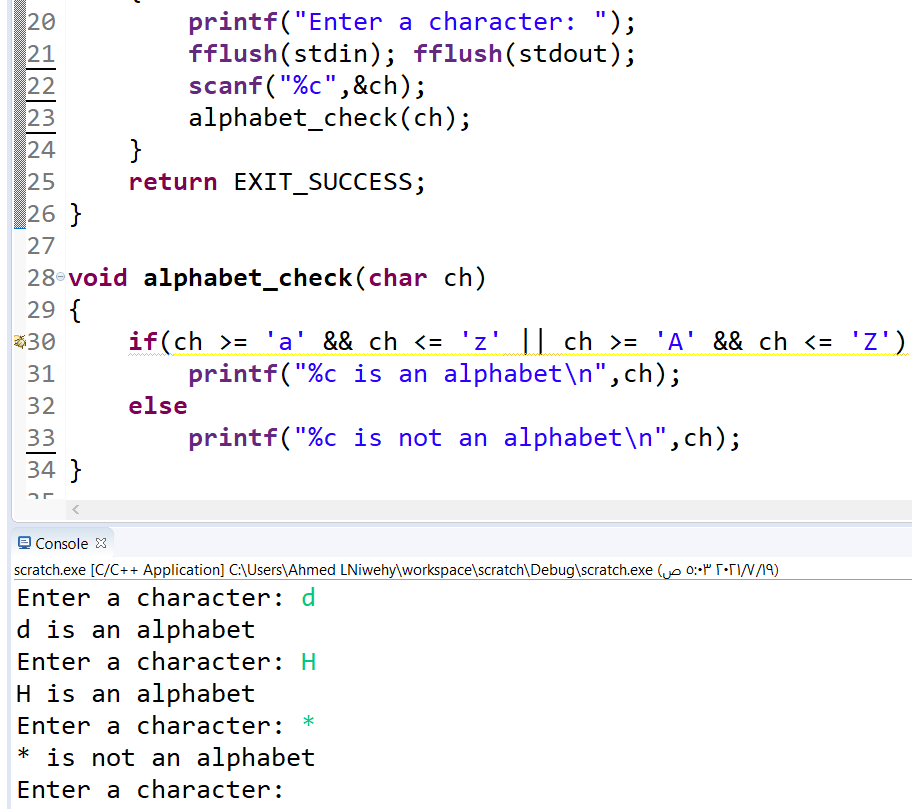 20 printf("Enter a character: ");
21 fflush(stdin); fflush(stdout);
22 scanf("%c",&ch);
23 alphabet_check(ch);
24 }
25 return EXIT_SUCCESS;
26 }
27
28 void alphabet_check(char ch)
29 {
30 if(ch >= 'a' && ch <= 'z' || ch >= 'A' && ch <= 'Z')
31 printf("%c is an alphabet\n",ch);
32 else
33 printf("%c is not an alphabet\n",ch);
34 }
Console
scratch.exe [C/C++ Application] C:\Users\Ahmed LNiwehy\workspace\scratch\Debug\scratch.exe (٢٠٢١/٧/١٩ ٥:٠٣ ص)
Enter a character: d
d is an alphabet
Enter a character: H
H is an alphabet
Enter a character: *
* is not an alphabet
Enter a character: